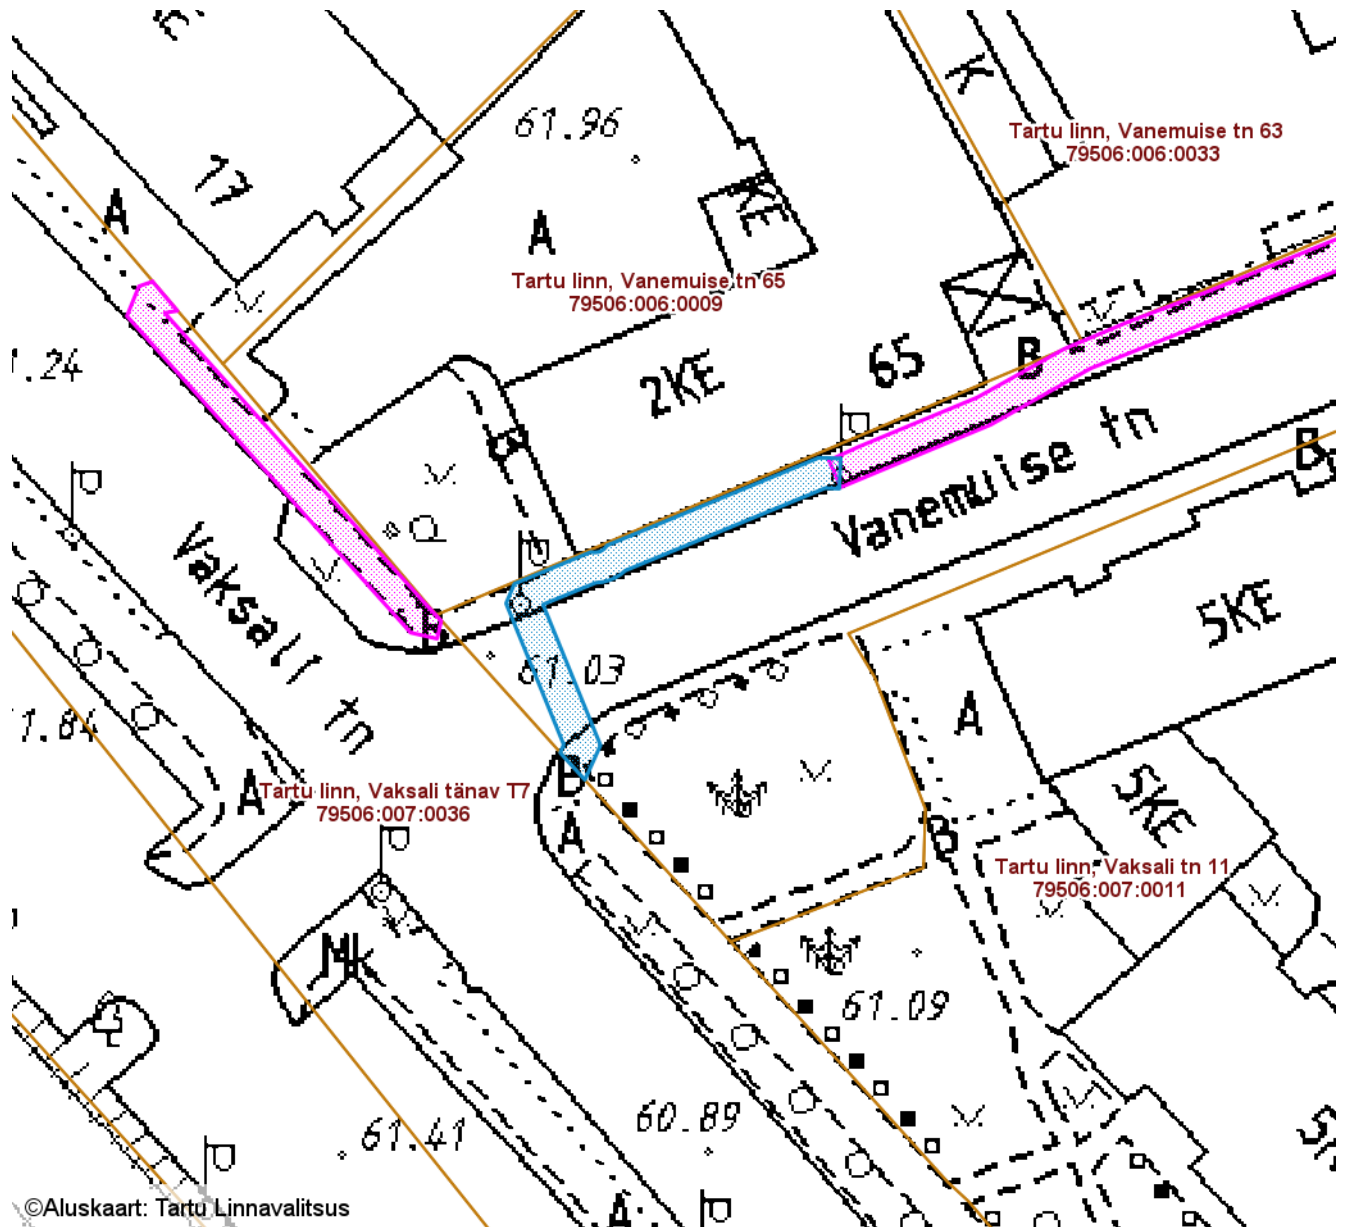 61.96
Tartu linn, Vanemuise tn 63
79506:006:0033
K
17
A
KE
A
Tartu linn, Vanemuise tn 65
79506:006:0009
65
B
2KE
Vanemuise tn
B
Vaksali tn
61.03
5KE
A
A
Tartu linn, Vaksali tänav T7
79506:007:0036
B
A
5KE
B
Tartu linn, Vaksali tn 11
79506:007:0011
MK
61.09
60.89
61.41
A
©Aluskaart: Tartu Linnavalitsus